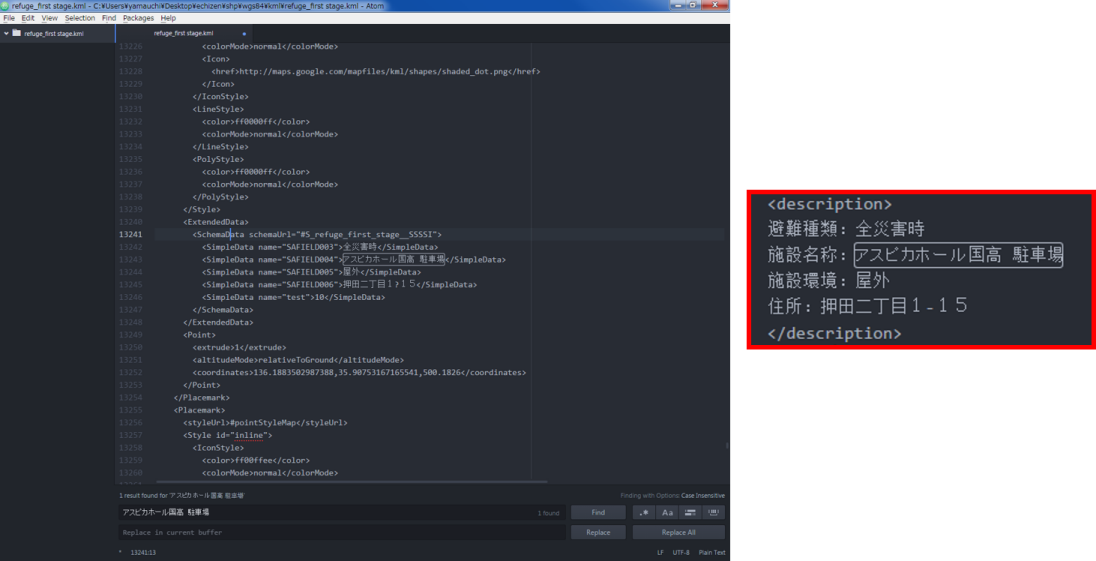 refuge_first stage.kml - C:¥Users¥yamauchi¥Desktop¥echizen¥shp¥wgs84¥kml¥refuge_first stage.kml - Atom
File Edit View Selection Find Packages Help
refuge_first stage.kml
refuge_first stage.kml
13226 <colorMode>normal</colorMode>
13227 <Icon>
13228 <href>http://maps.google.com/mapfiles/kml/shapes/shaded_dot.png</href>
13229 </Icon>
13230 </IconStyle>
13231 <LineStyle>
13232 <color>ff0000ff</color>
13233 <colorMode>normal</colorMode>
13234 </LineStyle>
13235 <PolyStyle>
13236 <color>ff0000ff</color>
13237 <colorMode>normal</colorMode>
13238 </PolyStyle>
13239 </Style>
13240 <ExtendedData>
13241 <SchemaData schemaUrl="#S_refuge_first_stage__SSSSI">
13242 <SimpleData name="SAFIELD003">全災害時</SimpleData>
13243 <SimpleData name="SAFIELD004">アスピカホール国高 駐車場</SimpleData>
13244 <SimpleData name="SAFIELD005">屋外</SimpleData>
13245 <SimpleData name="SAFIELD006">押田二丁目1?15</SimpleData>
13246 <SimpleData name="test">10</SimpleData>
13247 </SchemaData>
13248 </ExtendedData>
13249 <Point>
13250 <extrude>1</extrude>
13251 <altitudeMode>relativeToGround</altitudeMode>
13252 <coordinates>136.1883502987388,35.90753167165541,500.1826</coordinates>
13253 </Point>
13254 </Placemark>
13255 <Placemark>
13256 <styleUrl>#pointStyleMap</styleUrl>
13257 <Style id="inline">
13258 <IconStyle>
13259 <color>ff00ffee</color>
13260 <colorMode>normal</colorMode>
1 result found for 'アスピカホール国高 駐車場'
Finding with Options: Case Insensitive
アスピカホール国高 駐車場 1 found Find .* Aa
Replace in current buffer Replace Replace All
13241:13 LF UTF-8 Plain Text
<description>
避難種類: 全災害時
施設名称: アスピカホール国高 駐車場
施設環境: 屋外
住所: 押田二丁目1-15
</description>